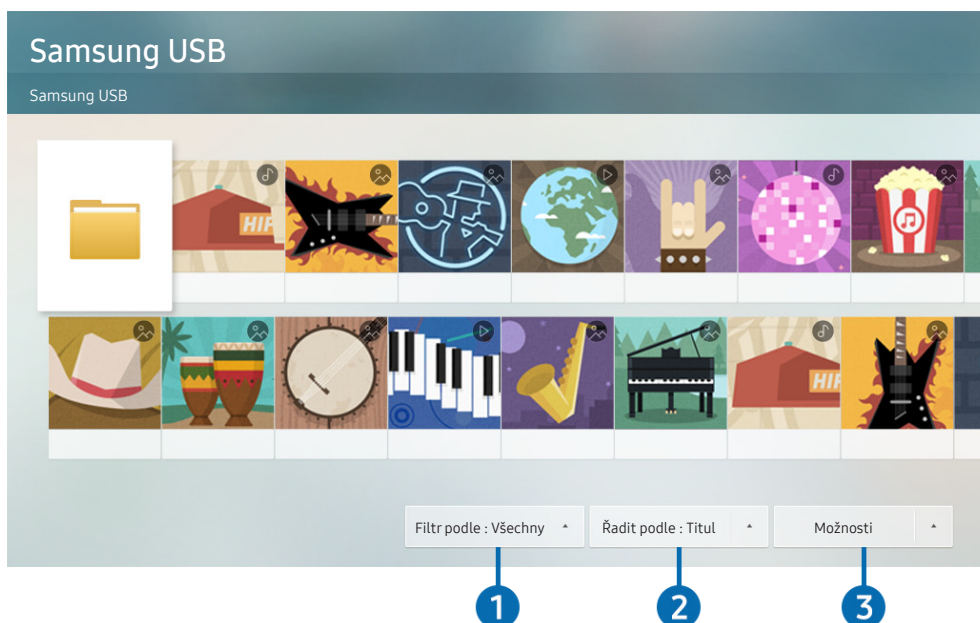 Samsung USB
Samsung USB
HIP
HIP
Filtr podle : Všechny
Řadit podle : Titul
Možnosti
1
2
3